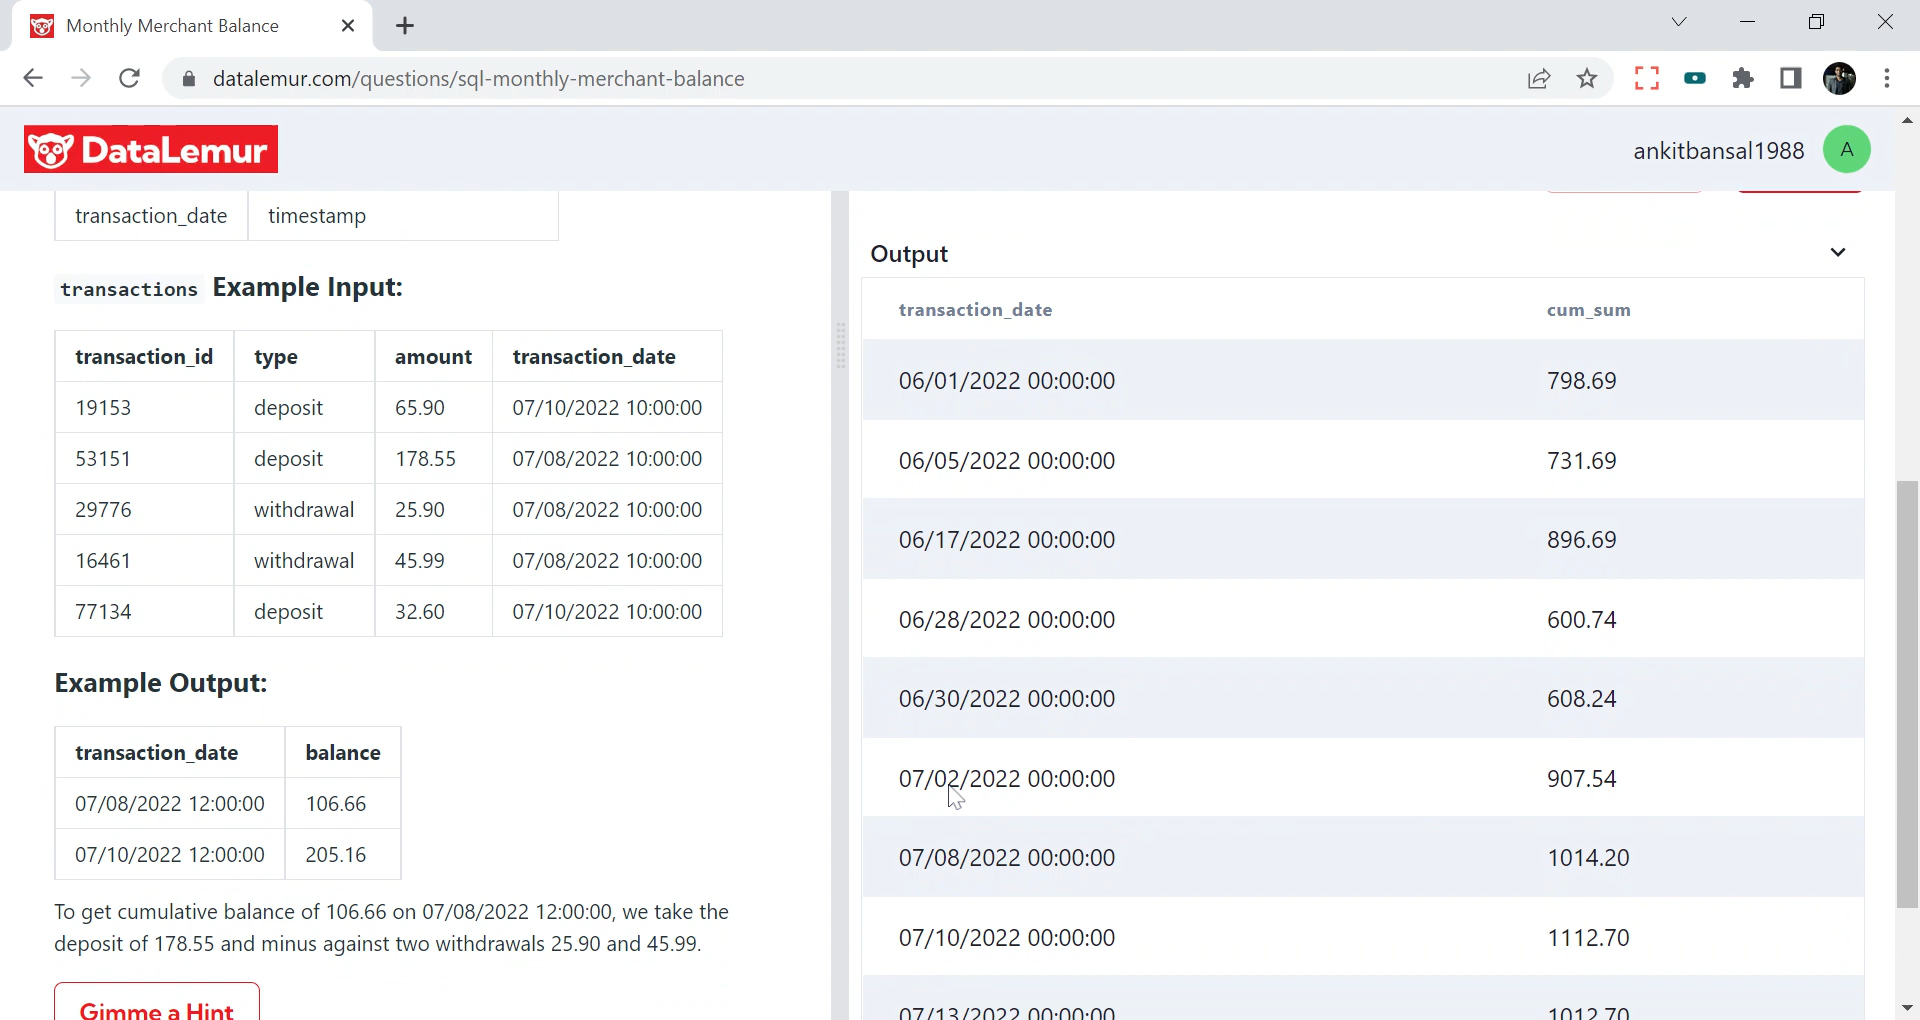 Monthly Merchant Balance
datalemur.com/questions/sql-monthly-merchant-balance
DataLemur
ankitbansal1988 A
transaction_date timestamp
transactions Example Input:
transaction_id type amount transaction_date
19153 deposit 65.90 07/10/2022 10:00:00
53151 deposit 178.55 07/08/2022 10:00:00
29776 withdrawal 25.90 07/08/2022 10:00:00
16461 withdrawal 45.99 07/08/2022 10:00:00
77134 deposit 32.60 07/10/2022 10:00:00
Example Output:
transaction_date balance
07/08/2022 12:00:00 106.66
07/10/2022 12:00:00 205.16
To get cumulative balance of 106.66 on 07/08/2022 12:00:00, we take the
deposit of 178.55 and minus against two withdrawals 25.90 and 45.99.
Gimme a Hint
Output
transaction_date cum_sum
06/01/2022 00:00:00 798.69
06/05/2022 00:00:00 731.69
06/17/2022 00:00:00 896.69
06/28/2022 00:00:00 600.74
06/30/2022 00:00:00 608.24
07/02/2022 00:00:00 907.54
07/08/2022 00:00:00 1014.20
07/10/2022 00:00:00 1112.70
07/13/2022 00:00:00 1012.70